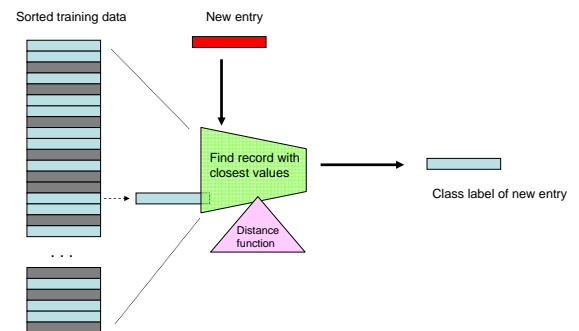 Sorted training data
New entry
Find record with
closest values
Class label of new entry
Distance
function
. . .